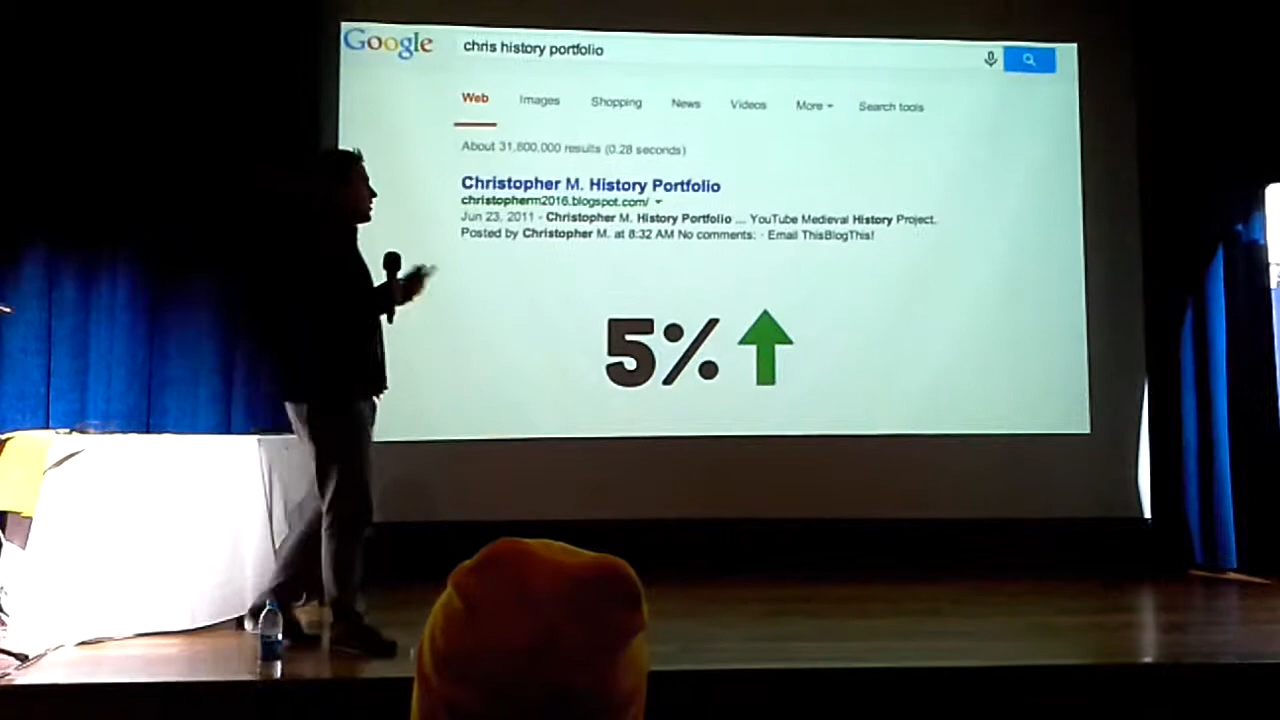 Google chris history portfolio
Web Images Shopping News Videos More Search tools
About 31,800,000 results (0.28 seconds)
Christopher M. History Portfolio
christopherm2016.blogspot.com/
Jun 23, 2011 - Christopher M. History Portfolio ... YouTube Medieval History Project.
Posted by Christopher M. at 8:32 AM No comments: · Email ThisBlogThis!
5%